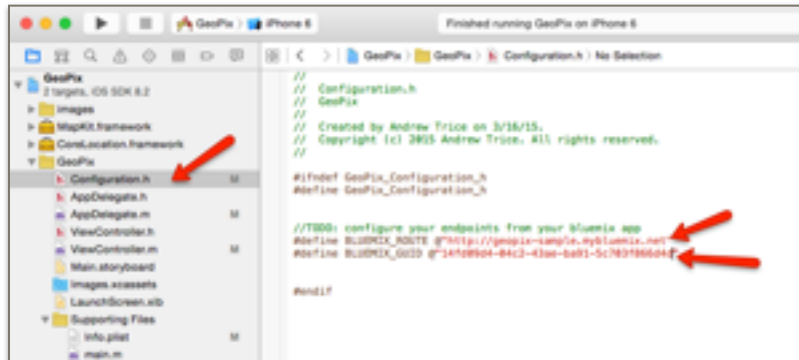 GeoPix
iPhone 6
Finished running GeoPix on iPhone 6
GeoPix
GeoPix
Configuration.h
No Selection
GeoPix
2 targets, iOS SDK 8.2
images
MapKit.framework
CoreLocation.framework
GeoPix
Configuration.h M
AppDelegate.h
AppDelegate.m M
ViewController.h
ViewController.m M
Main.storyboard
Images.xcassets
LaunchScreen.xib
Supporting Files
Info.plist M
main.m
//
// Configuration.h
// GeoPix
//
// Created by Andrew Trice on 3/16/15.
// Copyright (c) 2015 Andrew Trice. All rights reserved.
//
#ifndef GeoPix_Configuration_h
#define GeoPix_Configuration_h
//TODO: configure your endpoints from your bluemix app
#define BLUEMIX_ROUTE @"http://geopix-sample.mybluemix.net"
#define BLUEMIX_GUID
#endif